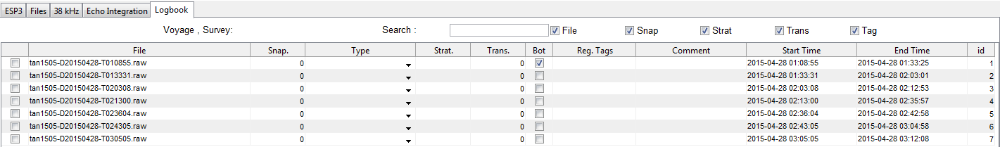 ESP3 Files 38 kHz Echo Integration Logbook
Voyage , Survey: Search : File Snap Strat Trans Tag
File Snap. Type Strat. Trans. Bot Reg. Tags Comment Start Time End Time id
tan1505-D20150428-T010855.raw 0 0 2015-04-28 01:08:55 2015-04-28 01:33:25 1
tan1505-D20150428-T013331.raw 0 0 2015-04-28 01:33:31 2015-04-28 02:03:01 2
tan1505-D20150428-T020308.raw 0 0 2015-04-28 02:03:08 2015-04-28 02:12:53 3
tan1505-D20150428-T021300.raw 0 0 2015-04-28 02:13:00 2015-04-28 02:35:57 4
tan1505-D20150428-T023604.raw 0 0 2015-04-28 02:36:04 2015-04-28 02:42:58 5
tan1505-D20150428-T024305.raw 0 0 2015-04-28 02:43:05 2015-04-28 03:04:58 6
tan1505-D20150428-T030505.raw 0 0 2015-04-28 03:05:05 2015-04-28 03:12:08 7